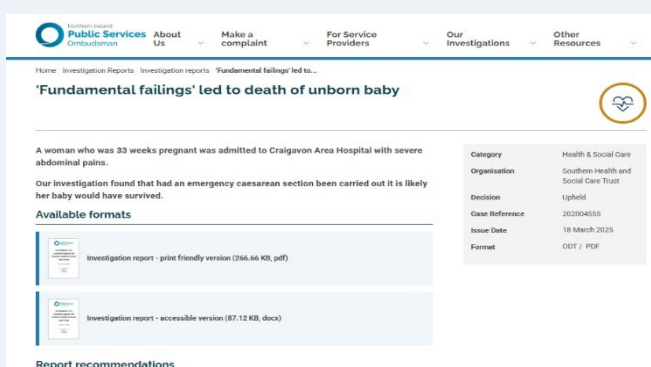 Northern Ireland
Public Services
Ombudsman
About Us
Make a complaint
For Service Providers
Our Investigations
Other Resources
Home Investigation Reports Investigation reports 'Fundamental failings' led to...
'Fundamental failings' led to death of unborn baby
A woman who was 33 weeks pregnant was admitted to Craigavon Area Hospital with severe
abdominal pains.
Our investigation found that had an emergency caesarean section been carried out it is likely
her baby would have survived.
Available formats
Investigation report - print friendly version (266.66 KB, pdf)
Investigation report - accessible version (87.12 KB, docx)
Report recommendations
Category Health & Social Care
Organisation Southern Health and
Social Care Trust
Decision Upheld
Case Reference 202004555
Issue Date 18 March 2025
Format ODT / PDF